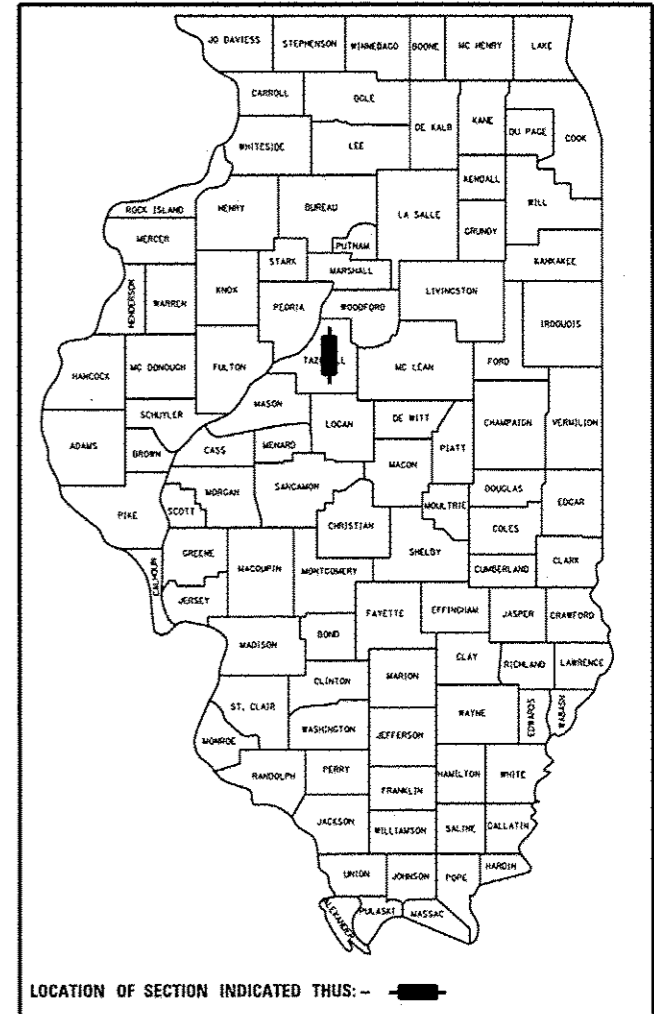 JO DAVIESS STEPHENSON WINNEBAGO BOONE MC HENRY LAKE
CARROLL OGLE DE KALB KANE DU PAGE COOK
WHITESIDE LEE KENDALL WILL
ROCK ISLAND HENRY BUREAU LA SALLE GRUNDY
MERCER STARK PUTNAM KANKAKEE
HENDERSON WARREN KNOX PEORIA MARSHALL WOODFORD LIVINGSTON IROQUOIS
HANCOCK MC DONOUGH FULTON MC LEAN FORD
SCHUYLER MASON LOGAN DE WITT CHAMPAIGN VERMILION
ADAMS BROWN CASS MENARD MACON PIATT
PIKE SCOTT MORGAN SANGAMON CHRISTIAN MOULTRIE DOUGLAS EDGAR
COLES
CALHOUN GREENE MACOUPIN MONTGOMERY SHELBY CUMBERLAND CLARK
JERSEY FAYETTE EFFINGHAM JASPER CRAWFORD
MADISON BOND CLAY RICHLAND LAWRENCE
CLINTON MARION
ST. CLAIR WASHINGTON JEFFERSON WAYNE EDWARDS WABASH
MONROE
RANDOLPH PERRY FRANKLIN HAMILTON WHITE
JACKSON WILLIAMSON SALINE GALLATIN
UNION JOHNSON POPE HARDIN
ALEXANDER PULASKI MASSAC
LOCATION OF SECTION INDICATED THUS:-